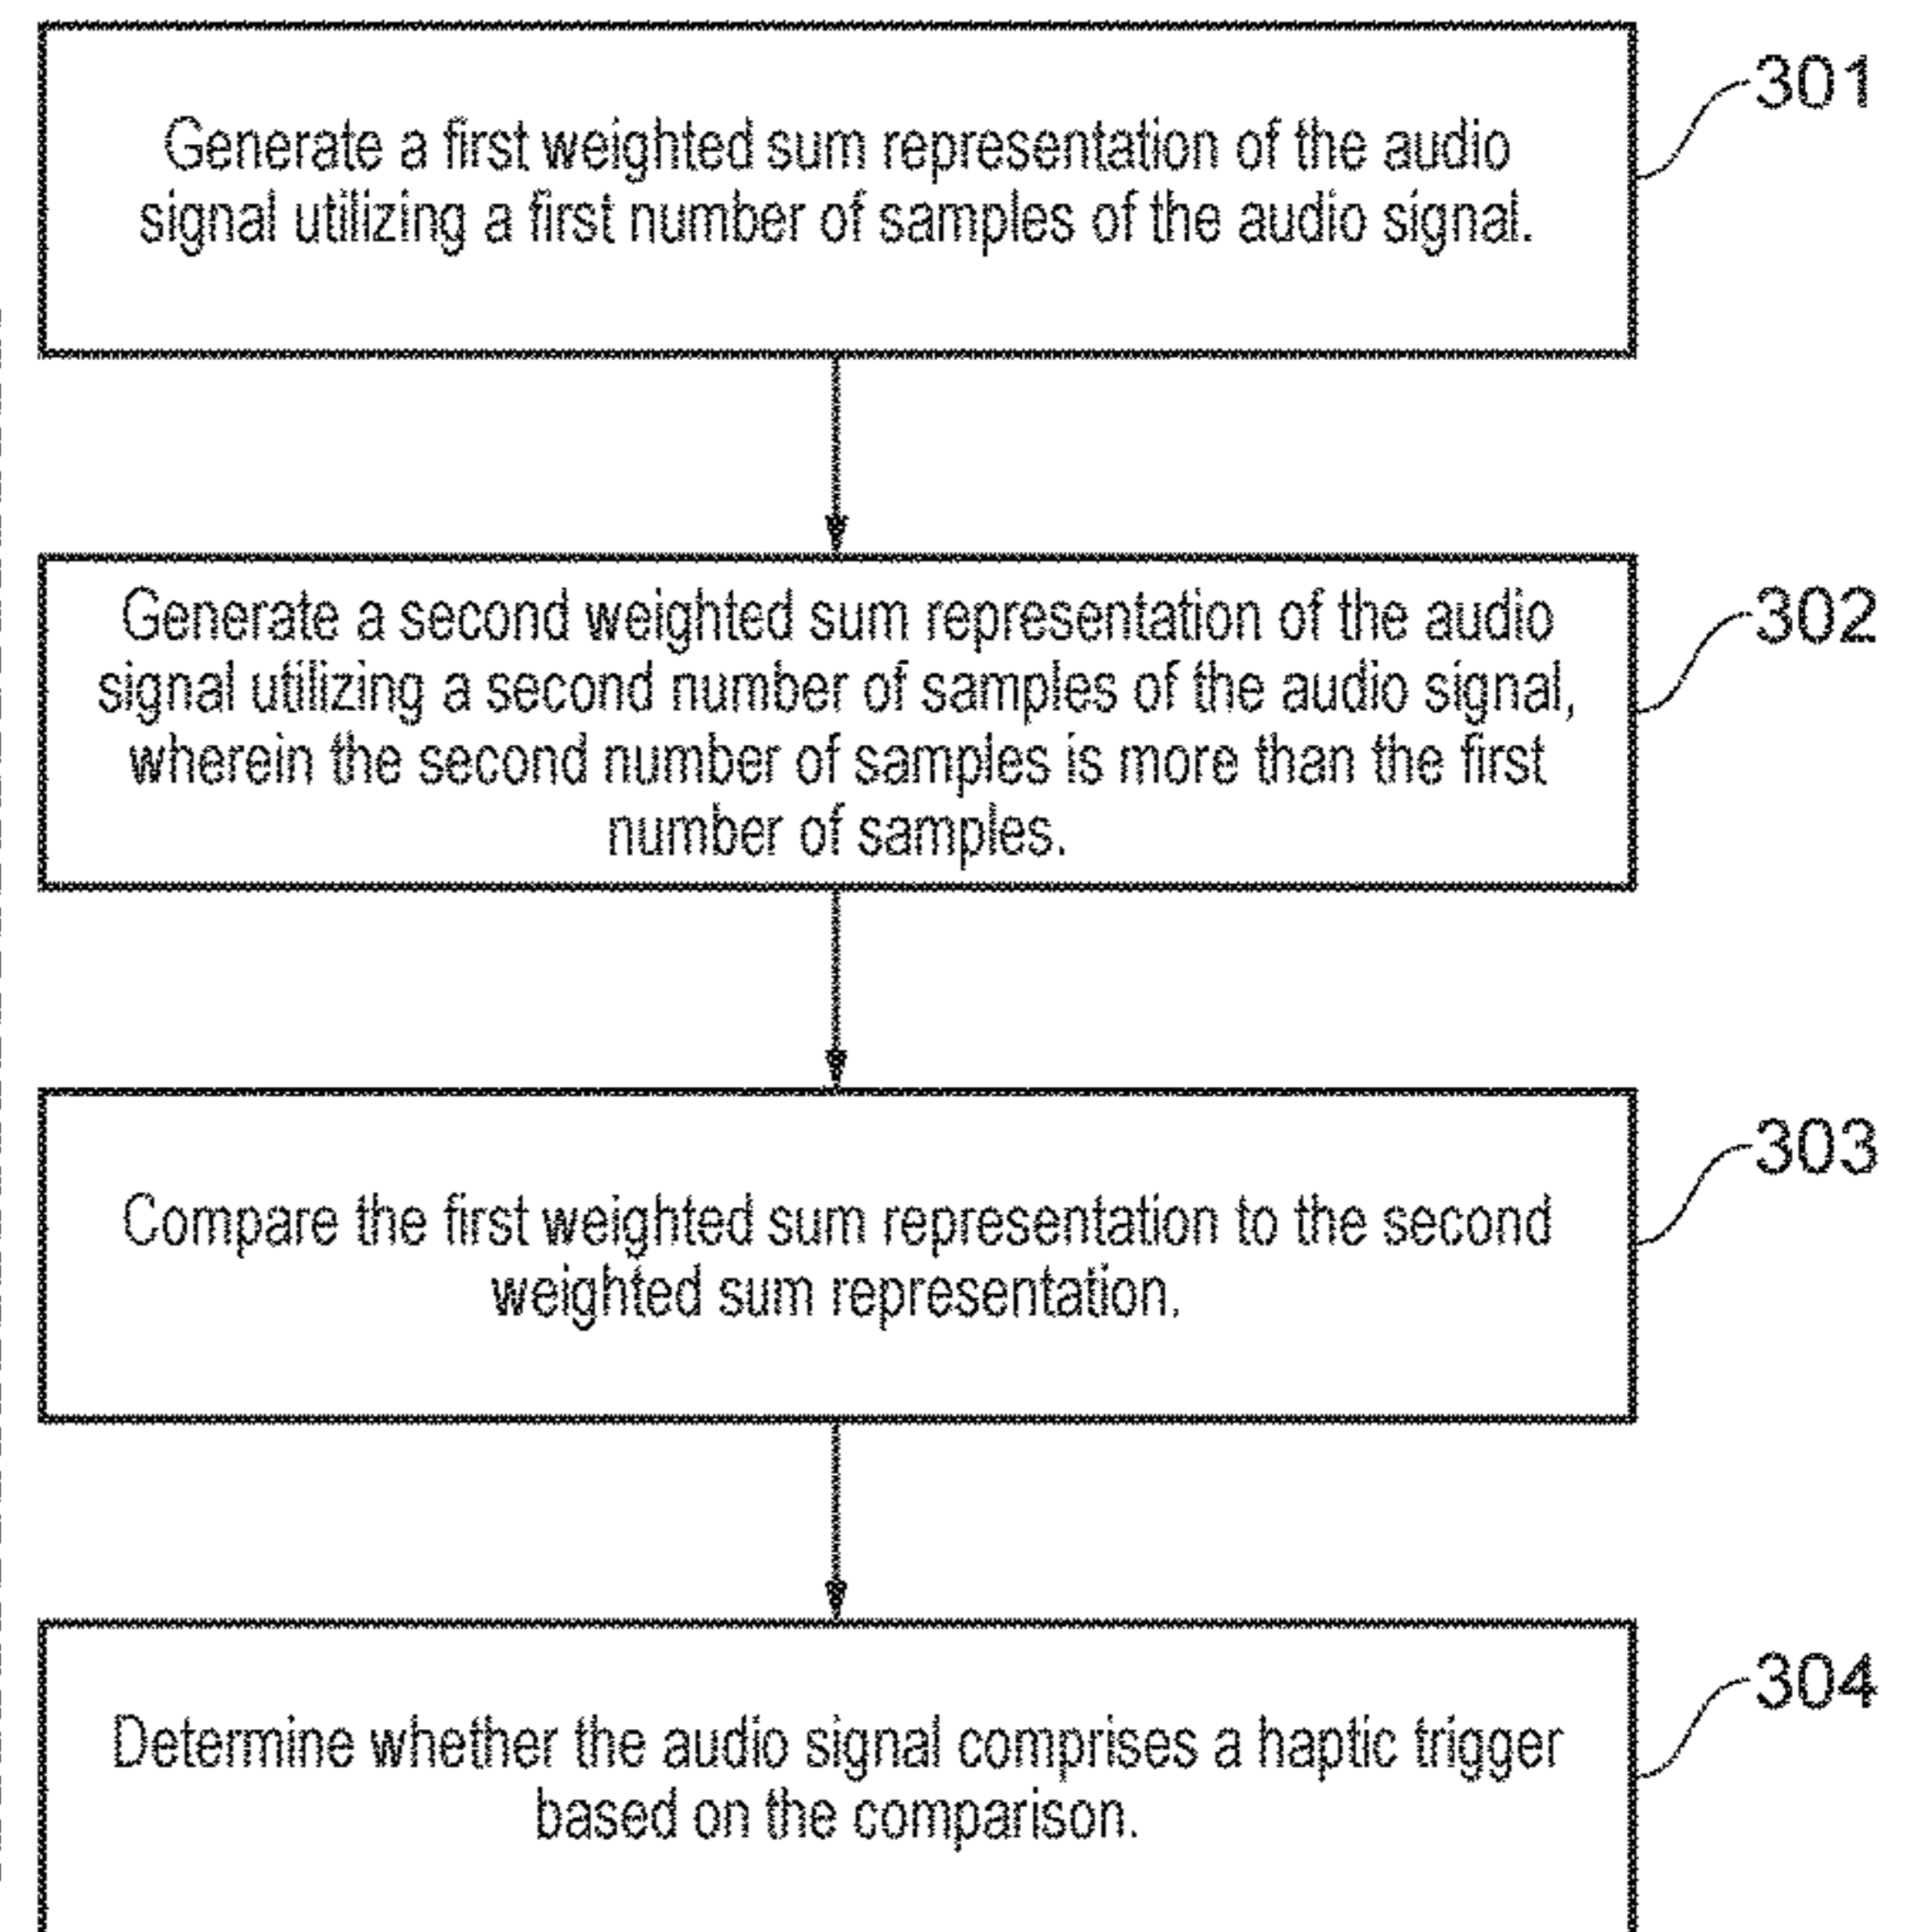 301
Generate a first weighted sum representation of the audio
signal utilizing a first number of samples of the audio signal.
302
Generate a second weighted sum representation of the audio
signal utilizing a second number of samples of the audio signal,
wherein the second number of samples is more than the first
number of samples.
303
Compare the first weighted sum representation to the second
weighted sum representation.
304
Determine whether the audio signal comprises a haptic trigger
based on the comparison.